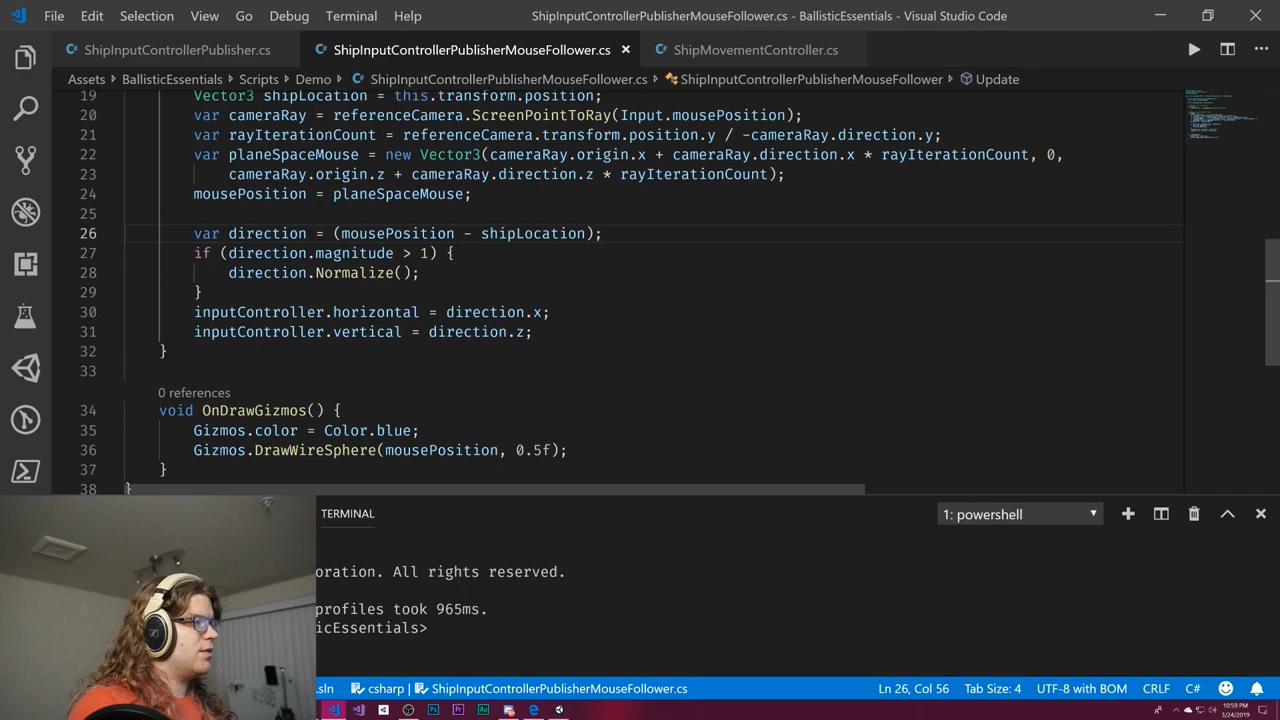 File Edit Selection View Go Debug Terminal Help ShipInputControllerPublisherMouseFollower.cs - BallisticEssentials - Visual Studio Code
ShipInputControllerPublisher.cs ShipInputControllerPublisherMouseFollower.cs ShipMovementController.cs
Assets > BallisticEssentials > Scripts > Demo > ShipInputControllerPublisherMouseFollower.cs > ShipInputControllerPublisherMouseFollower > Update
19 Vector3 shipLocation = this.transform.position;
20 var cameraRay = referenceCamera.ScreenPointToRay(Input.mousePosition);
21 var rayIterationCount = referenceCamera.transform.position.y / -cameraRay.direction.y;
22 var planeSpaceMouse = new Vector3(cameraRay.origin.x + cameraRay.direction.x * rayIterationCount, 0,
23 cameraRay.origin.z + cameraRay.direction.z * rayIterationCount);
24 mousePosition = planeSpaceMouse;
25
26 var direction = (mousePosition - shipLocation);
27 if (direction.magnitude > 1) {
28 direction.Normalize();
29 }
30 inputController.horizontal = direction.x;
31 inputController.vertical = direction.z;
32 }
33
0 references
34 void OnDrawGizmos() {
35 Gizmos.color = Color.blue;
36 Gizmos.DrawWireSphere(mousePosition, 0.5f);
37 }
38 }
TERMINAL 1: powershell
oration. All rights reserved.
profiles took 965ms.
icEssentials>
.sln csharp | ShipInputControllerPublisherMouseFollower.cs Ln 26, Col 56 Tab Size: 4 UTF-8 with BOM CRLF C#
10:59 PM
3/24/2019